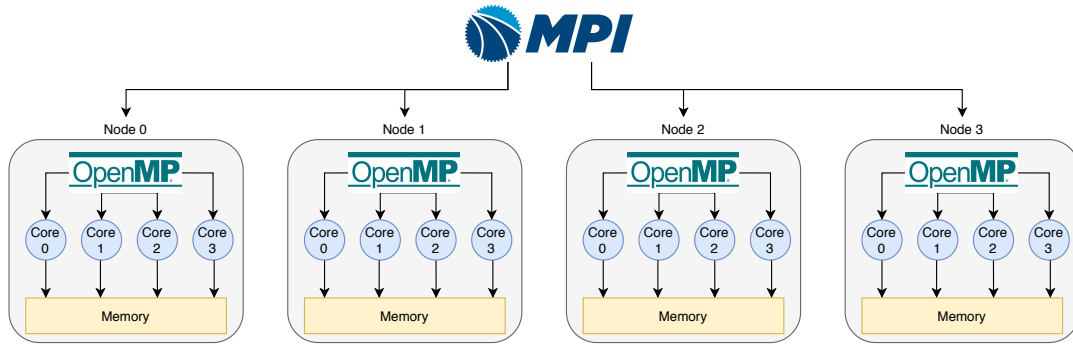 MPI
Node 0
Node 1
Node 2
Node 3
OpenMP
OpenMP
OpenMP
OpenMP
Core 0
Core 1
Core 2
Core 3
Core 0
Core 1
Core 2
Core 3
Core 0
Core 1
Core 2
Core 3
Core 0
Core 1
Core 2
Core 3
Memory
Memory
Memory
Memory